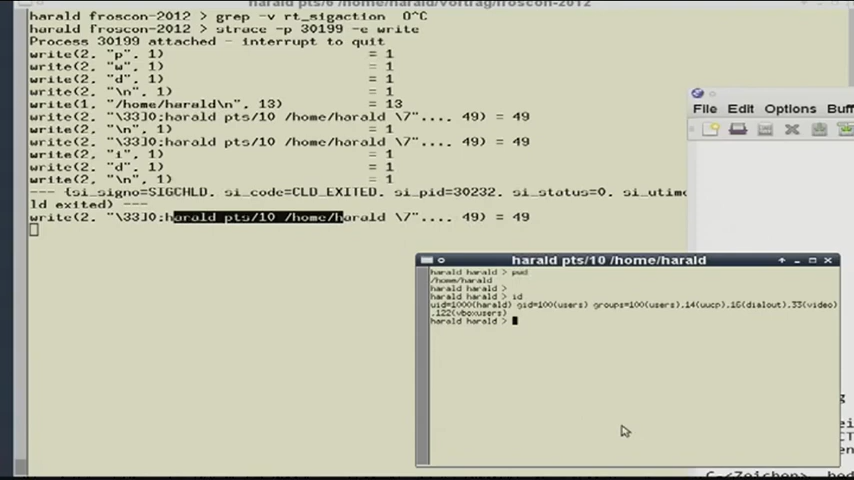 harald pts/6 /home/harald/vortrag/froscon-2012
harald froscon-2012 > grep -v rt_sigaction  O^C
harald froscon-2012 > strace -p 30199 -e write
Process 30199 attached - interrupt to quit
write(2, "p", 1)                        = 1
write(2, "w", 1)                        = 1
write(2, "d", 1)                        = 1
write(2, "\n", 1)                       = 1
write(1, "/home/harald\n", 13)          = 13
write(2, "\33]0;harald pts/10 /home/harald \7"..., 49) = 49
write(2, "\n", 1)                       = 1
write(2, "\33]0;harald pts/10 /home/harald \7"..., 49) = 49
write(2, "i", 1)                        = 1
write(2, "d", 1)                        = 1
write(2, "\n", 1)                       = 1
--- {si_signo=SIGCHLD, si_code=CLD_EXITED, si_pid=30232, si_status=0, si_utime
ld exited) ---
write(2, "\33]0;harald pts/10 /home/harald \7"..., 49) = 49
File Edit Options Buff
harald pts/10 /home/harald
harald harald > pwd
/home/harald
harald harald >
harald harald > id
uid=1000(harald) gid=100(users) groups=100(users),14(uucp),16(dialout),33(video)
,122(vboxusers)
harald harald >
C-<Zeichen>, bod